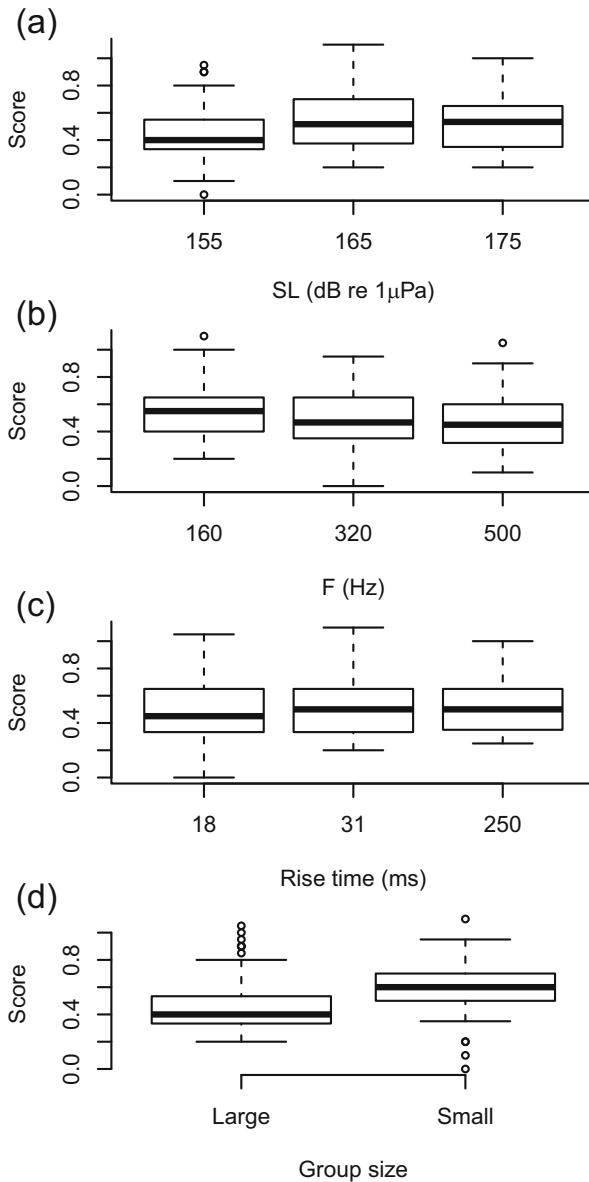 (a)
Score
0.0 0.4 0.8
155 165 175
SL (dB re 1μPa)
(b)
Score
0.0 0.4 0.8
160 320 500
F (Hz)
(c)
Score
0.0 0.4 0.8
18 31 250
Rise time (ms)
(d)
Score
0.0 0.4 0.8
Large Small
Group size